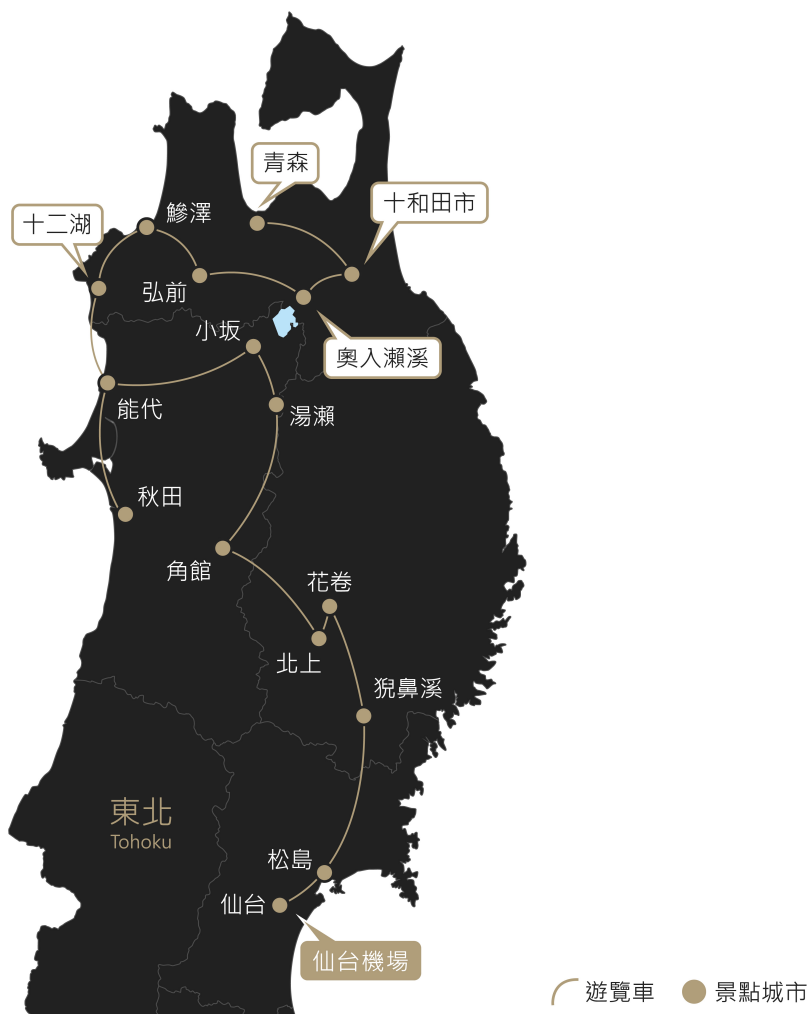 青森
十和田市
鰺澤
十二湖
弘前
小坂
奧入瀨溪
能代
湯瀨
秋田
角館
花卷
北上
猊鼻溪
東北
Tohoku
松島
仙台
仙台機場
遊覽車
景點城市